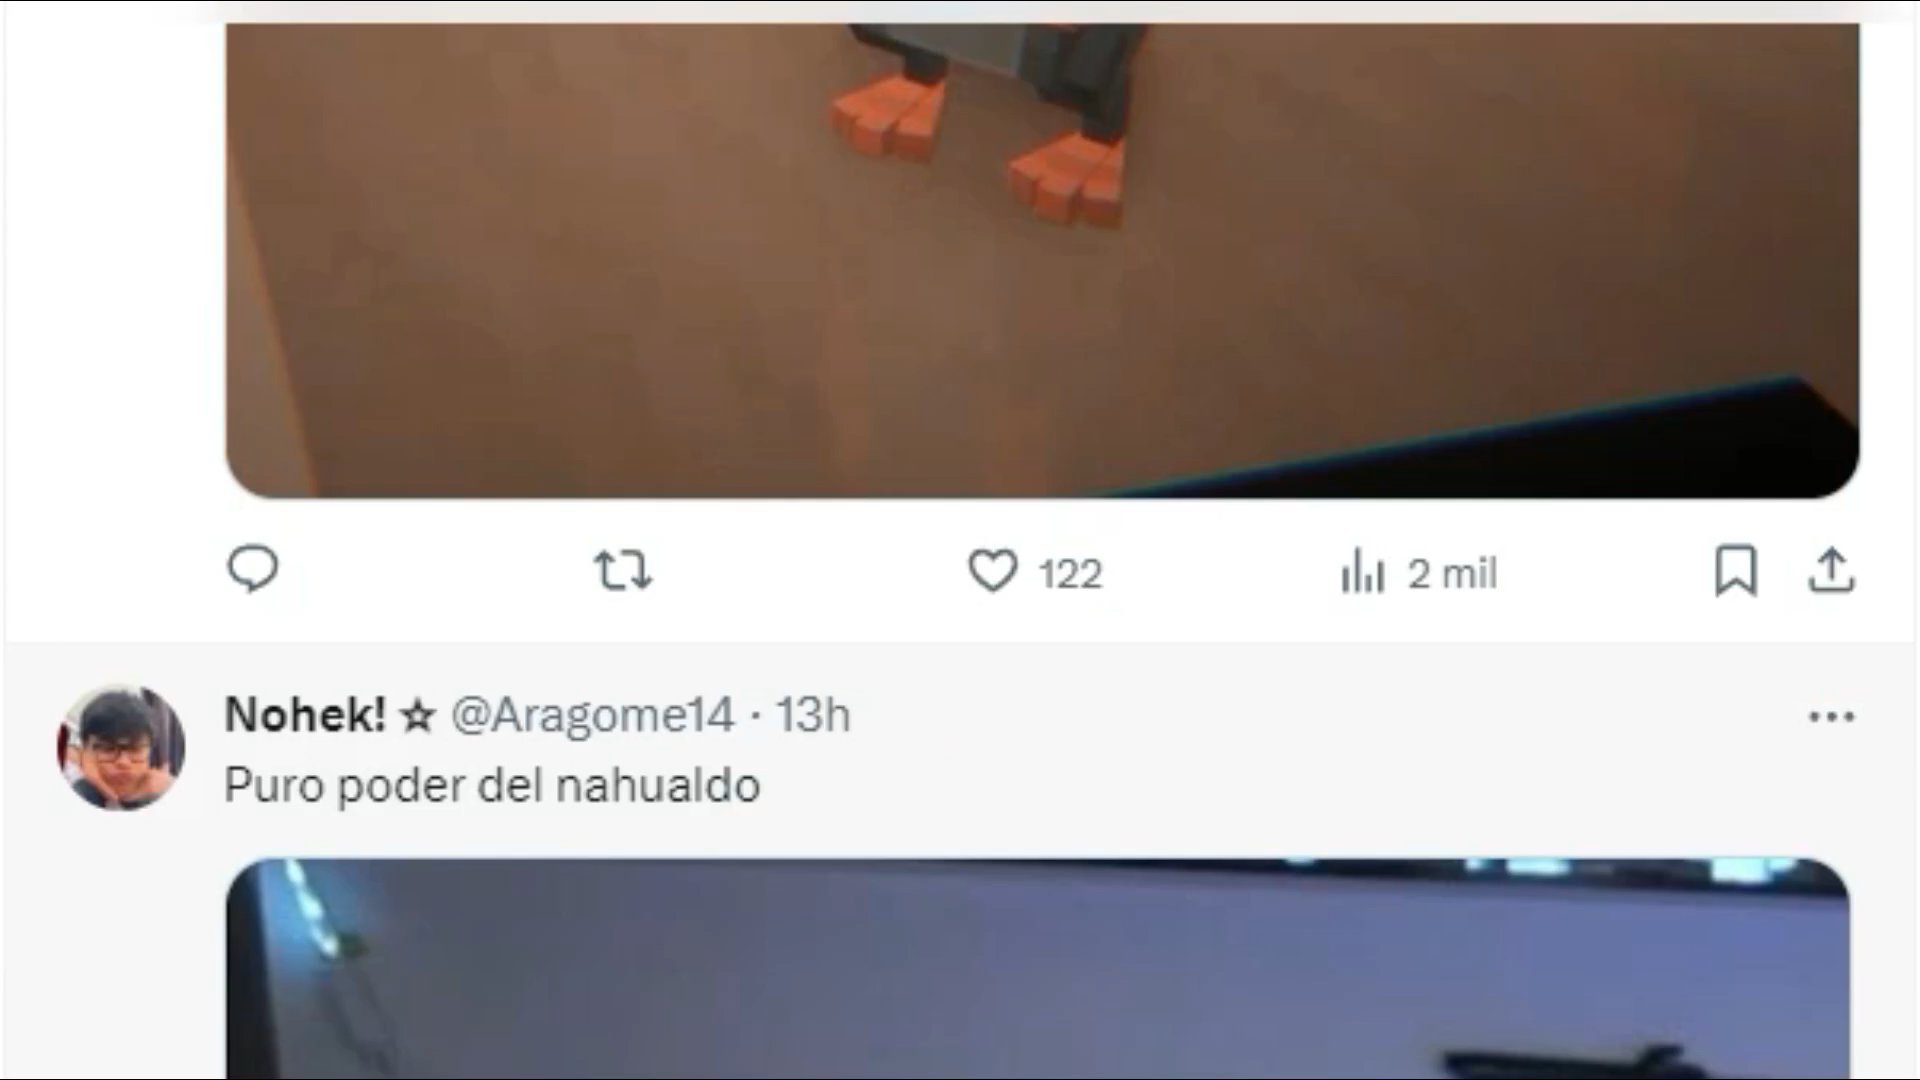 122
2 mil
Nohek! ☆ @Aragome14 · 13h
Puro poder del nahualdo